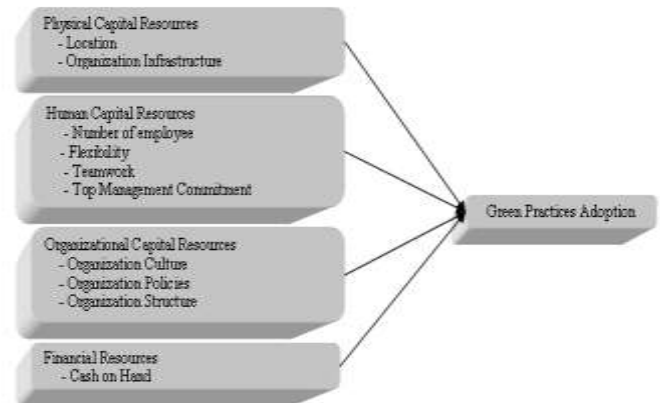 Physical Capital Resources
- Location
- Organization Infrastructure
Human Capital Resources
- Number of employee
- Flexibility
- Teamwork
- Top Management Commitment
Organizational Capital Resources
- Organization Culture
- Organization Policies
- Organization Structure
Financial Resources
- Cash on Hand
Green Practices Adoption